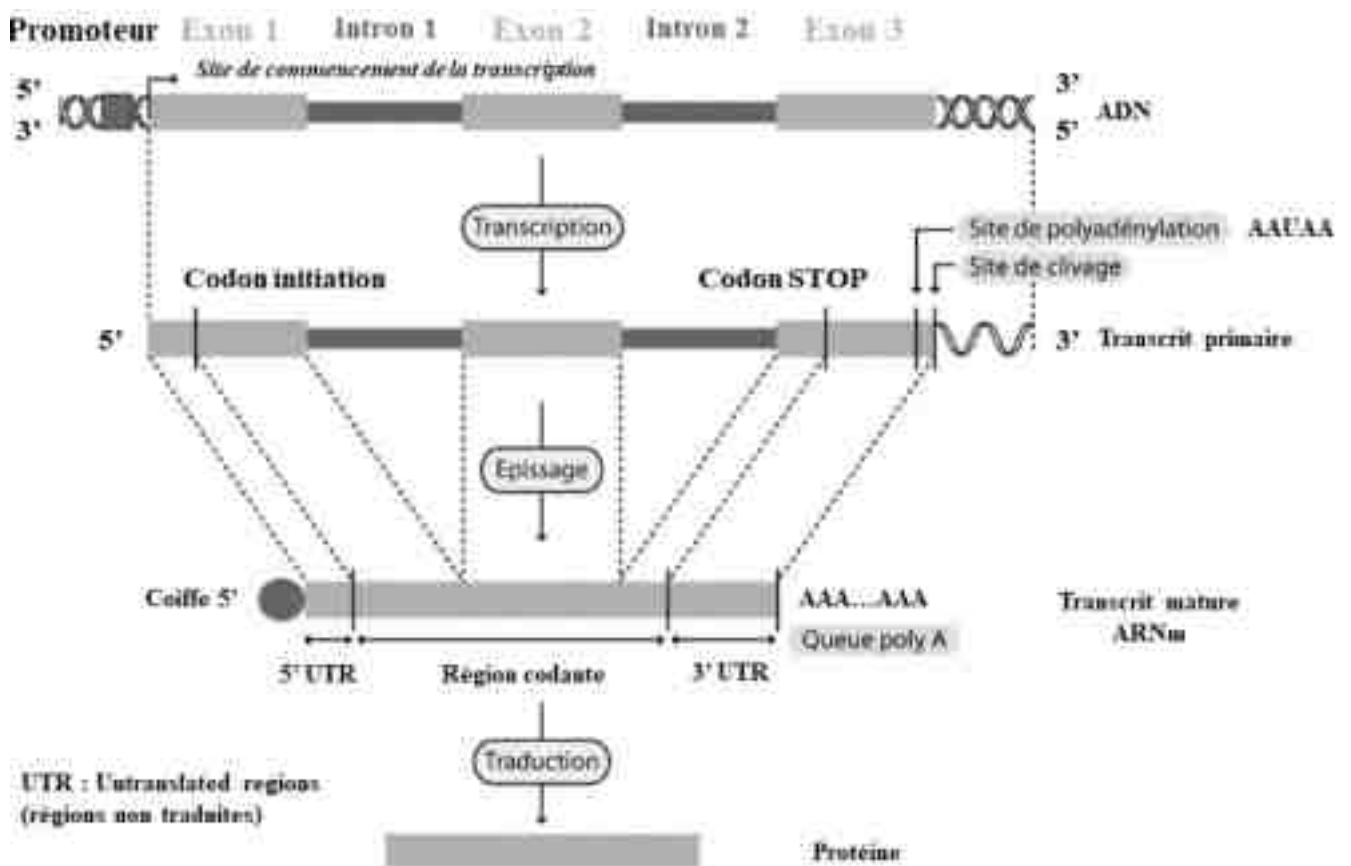 Promoteur Exon 1 Intron 1 Exon 2 Intron 2 Exon 3
Site de commencement de la transcription
5' 3'
3' 5' ADN
Transcription
Site de polyadénylation AAUAA
Site de clivage
Codon initiation Codon STOP
5' 3' Transcrit primaire
Epissage
Coiffe 5' AAA...AAA Transcrit mature
Queue poly A ARNm
5' UTR Région codante 3' UTR
Traduction
UTR : Untranslated regions
(régions non traduites)
Protéine